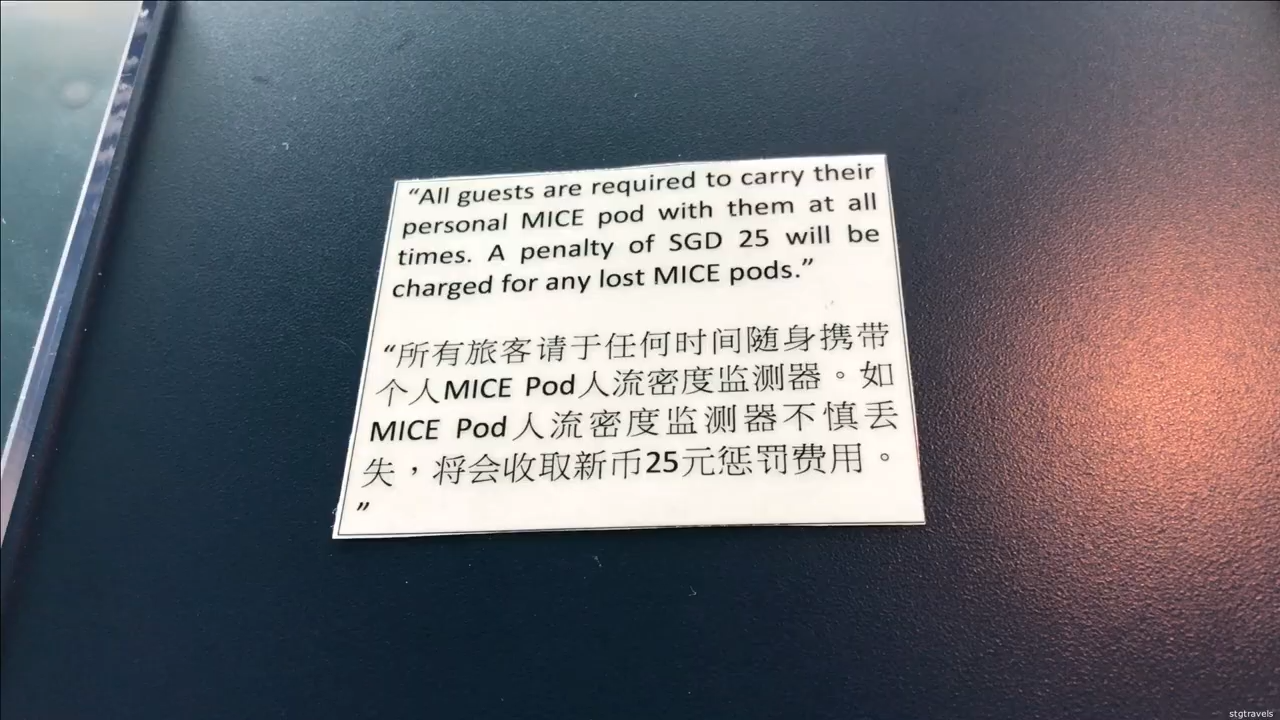 “All guests are required to carry their
personal MICE pod with them at all
times. A penalty of SGD 25 will be
charged for any lost MICE pods.”
“所有旅客请于任何时间随身携带
个人MICE Pod人流密度监测器。如
MICE Pod人流密度监测器不慎丢
失，将会收取新币25元惩罚费用。
”
stgtravels